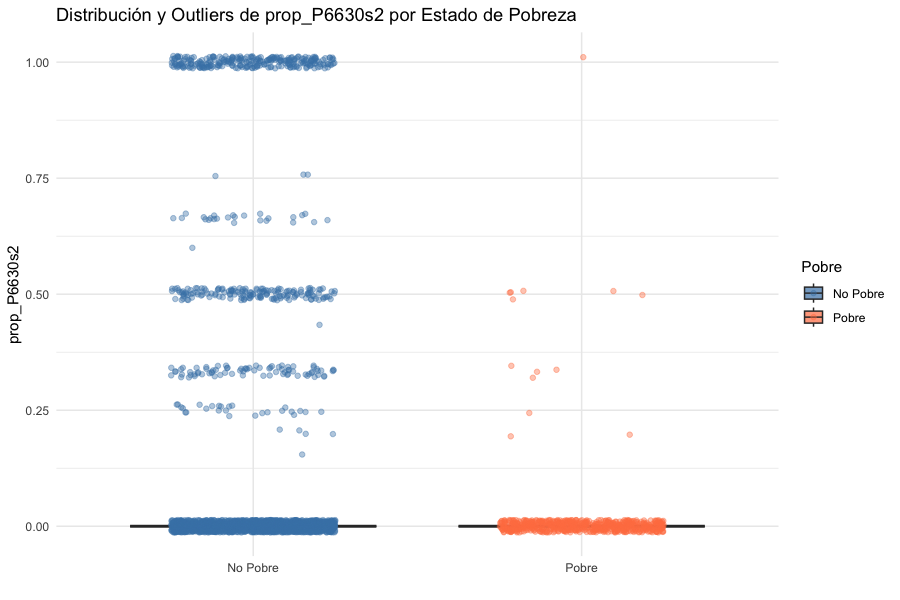 Distribución y Outliers de prop_P6630s2 por Estado de Pobreza
prop_P6630s2
1.00
0.75
0.50
0.25
0.00
No Pobre
Pobre
Pobre
No Pobre
Pobre